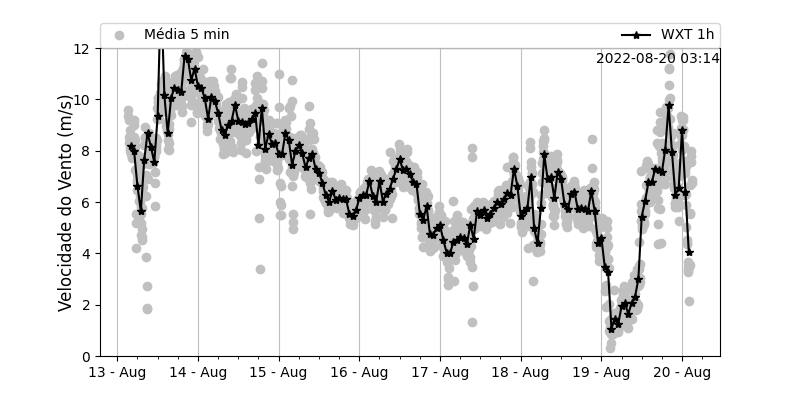 Média 5 min WXT 1h
2022-08-20 03:14
Velocidade do Vento (m/s)
12
10
8
6
4
2
0
13 - Aug 14 - Aug 15 - Aug 16 - Aug 17 - Aug 18 - Aug 19 - Aug 20 - Aug